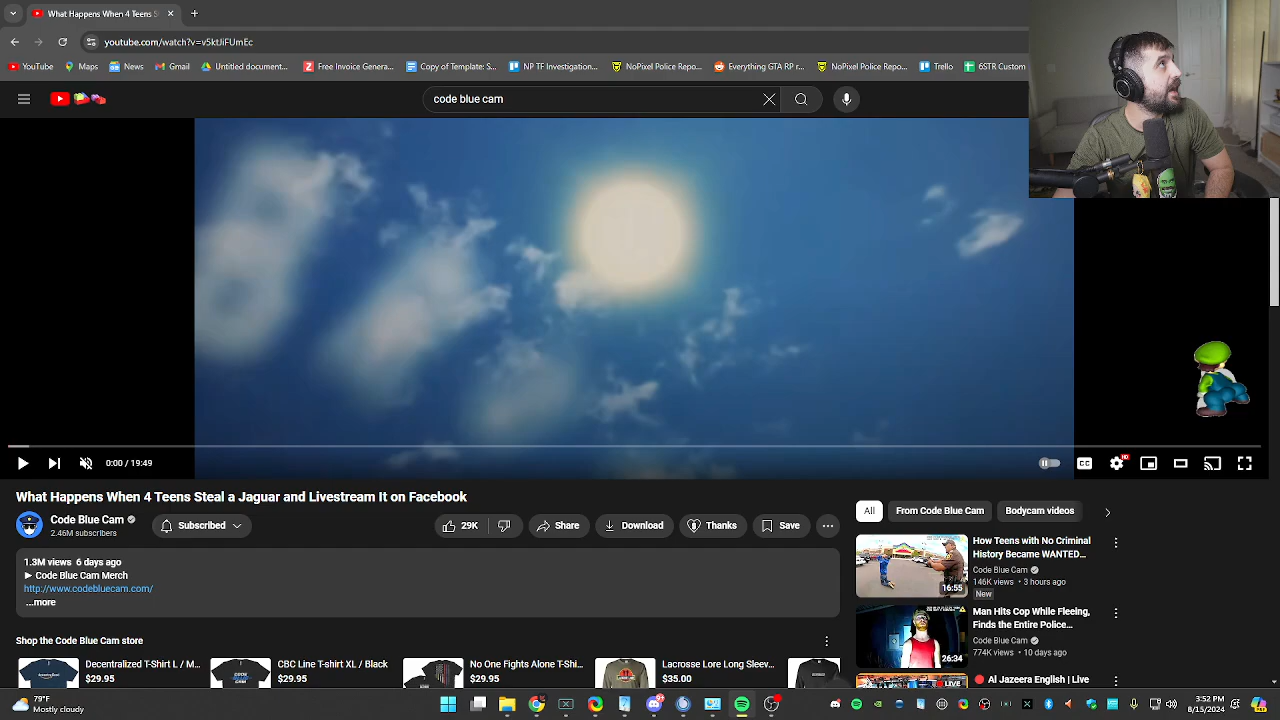 What Happens When 4 Teens S
youtube.com/watch?v=v5ktJiFUmEc
YouTube
Maps
News
Gmail
Untitled document...
Free Invoice Genera...
Copy of Template: S...
NP TF Investigation...
NoPixel Police Repo...
Everything GTA RP r...
NoPixel Police Repo...
Trello
6STR Custom
code blue cam
0:00 / 19:49
CC
HD
What Happens When 4 Teens Steal a Jaguar and Livestream It on Facebook
Code Blue Cam
2.46M subscribers
Subscribed
29K
Share
Download
Thanks
Save
1.3M views 6 days ago
► Code Blue Cam Merch
http://www.codebluecam.com/
...more
Shop the Code Blue Cam store
Decentralized T-Shirt L / M...
$29.95
CBC Line T-shirt XL / Black
$29.95
No One Fights Alone T-Shi...
$29.95
Lacrosse Lore Long Sleev...
$35.00
All
From Code Blue Cam
Bodycam videos
How Teens with No Criminal
History Became WANTED...
Code Blue Cam
146K views • 3 hours ago
New
16:55
Man Hits Cop While Fleeing,
Finds the Entire Police...
Code Blue Cam
774K views • 10 days ago
26:34
Al Jazeera English | Live
79°F
Mostly cloudy
3:52 PM
8/15/2024